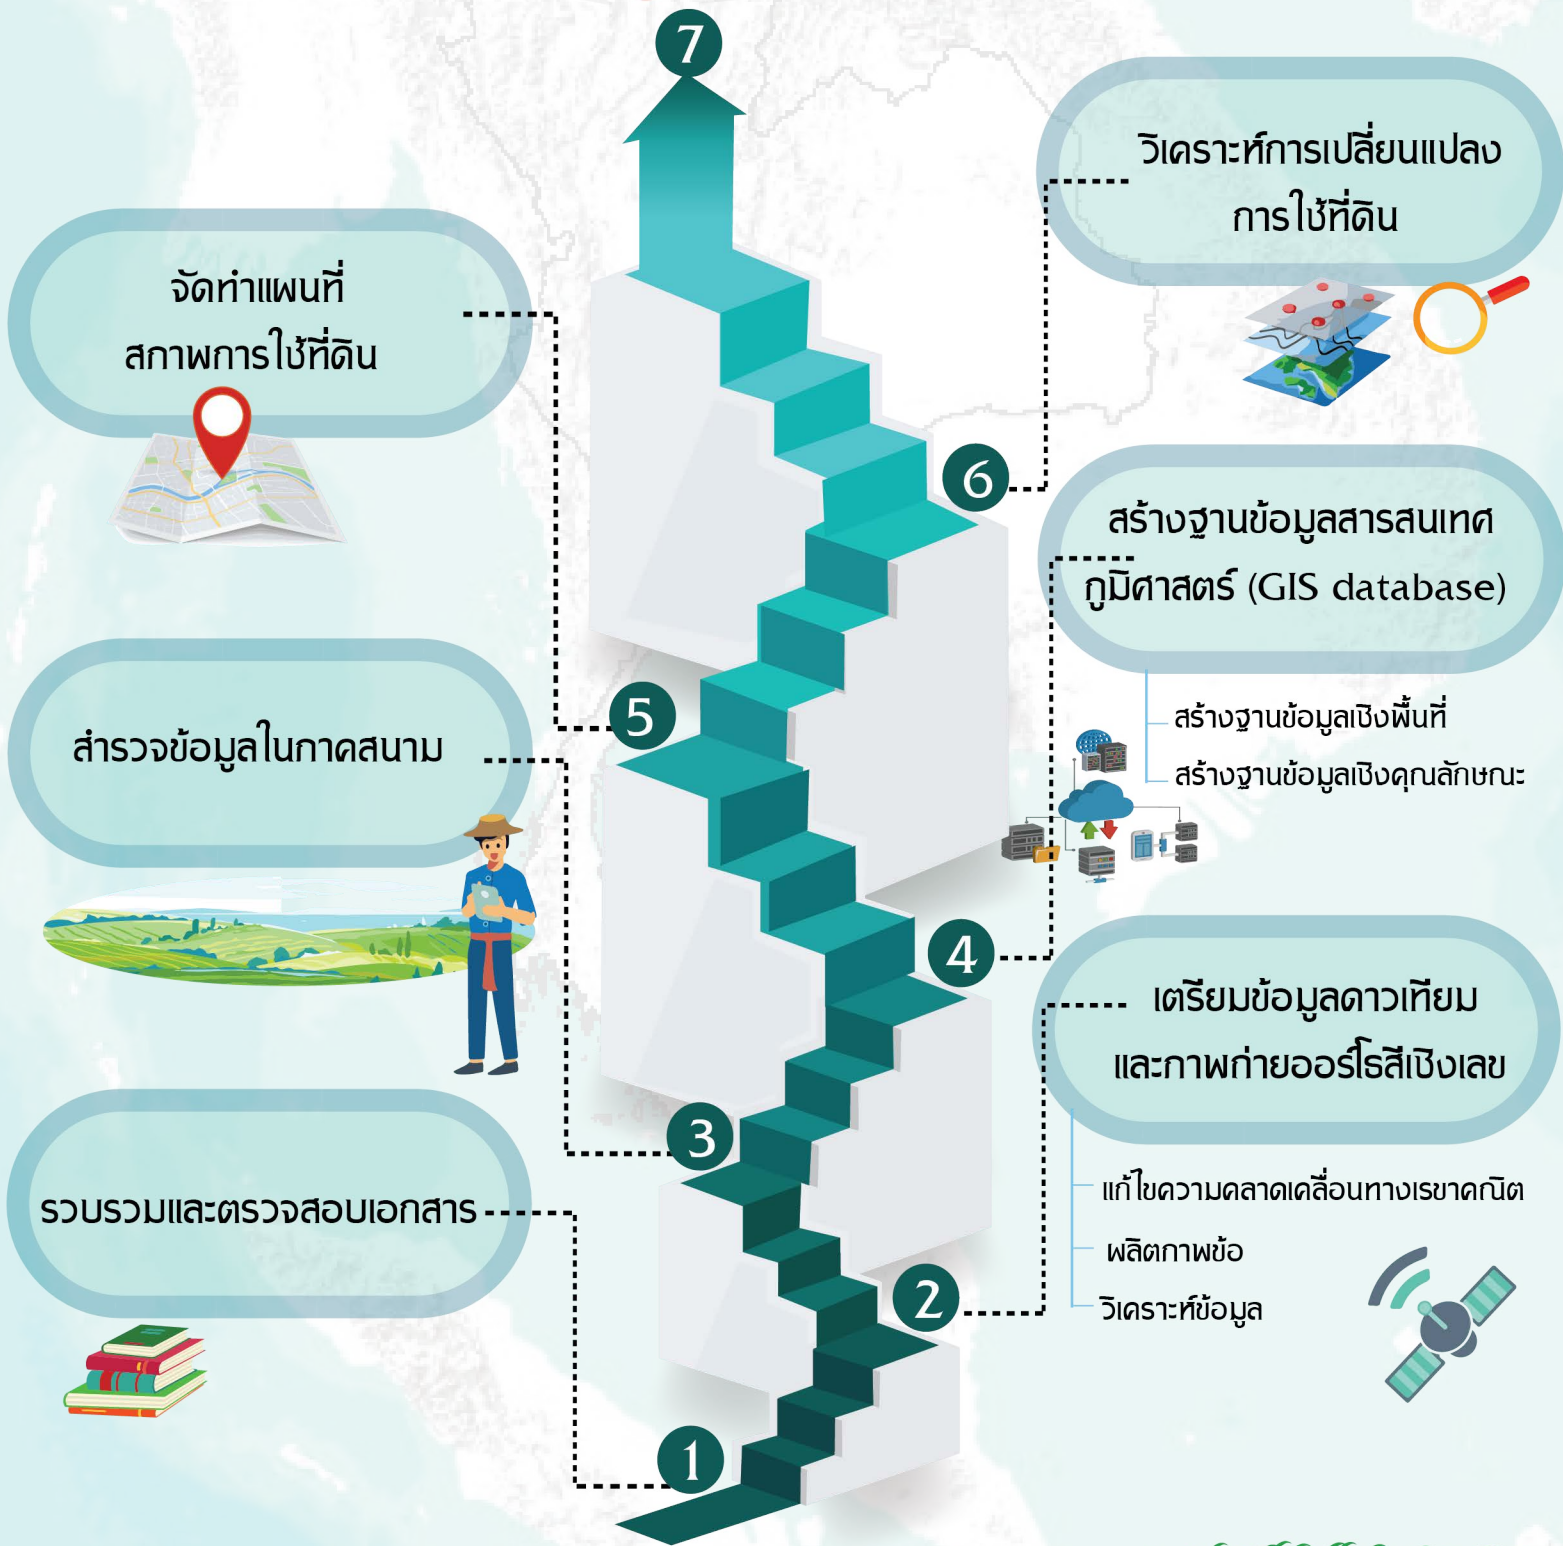 7
วิเคราะห์การเปลี่ยนแปลง
การใช้ที่ดิน
จัดทำแผนที่
สภาพการใช้ที่ดิน
6
สร้างฐานข้อมูลสารสนเทศ
ภูมิศาสตร์ (GIS database)
สร้างฐานข้อมูลเชิงพื้นที่
สร้างฐานข้อมูลเชิงคุณลักษณะ
5
สำรวจข้อมูลในภาคสนาม
4
เตรียมข้อมูลดาวเทียม
และภาพถ่ายออร์โธสีเชิงเลข
แก้ไขความคลาดเคลื่อนทางเรขาคณิต
ผลิตภาพข้อ
วิเคราะห์ข้อมูล
3
รวบรวมและตรวจสอบเอกสาร
2
1